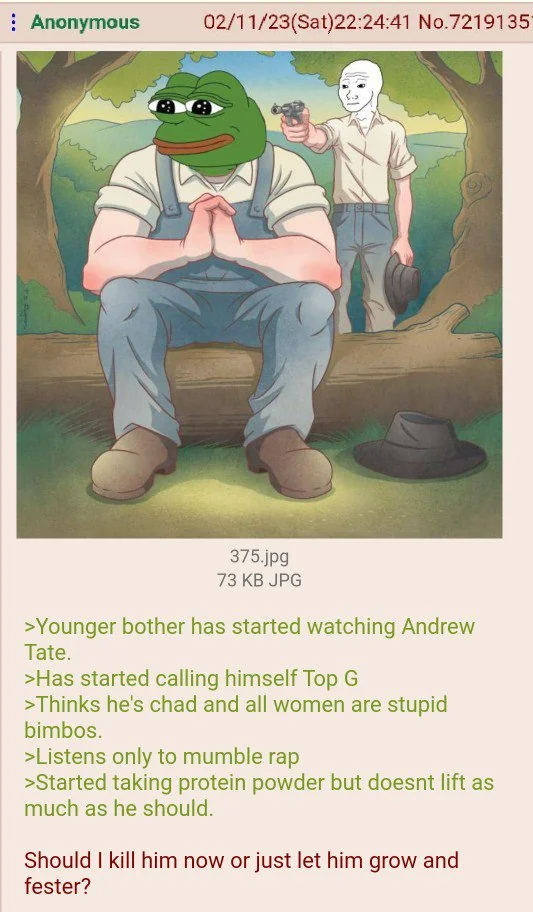 Anonymous 02/11/23(Sat)22:24:41 No.7219135
375.jpg
73 KB JPG
>Younger bother has started watching Andrew
Tate.
>Has started calling himself Top G
>Thinks he's chad and all women are stupid
bimbos.
>Listens only to mumble rap
>Started taking protein powder but doesnt lift as
much as he should.
Should I kill him now or just let him grow and
fester?